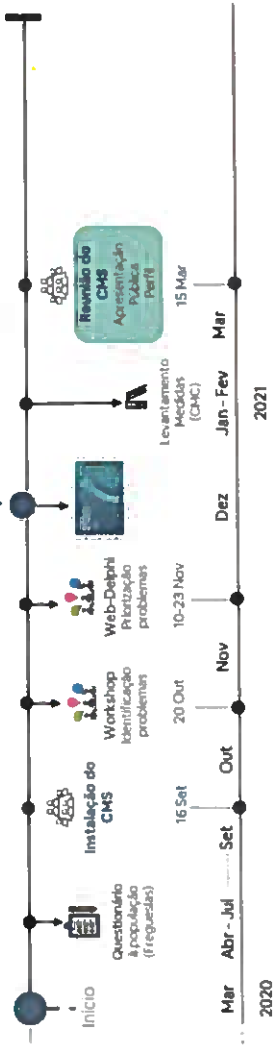 Início
Questionário
à população
(Freguesias)
Instalação do
CMS
16 Set
Workshop
Identificação
problemas
20 Out
Web-Delphi
Priorização
problemas
10-23 Nov
Levantamento
Medidas
(CMC)
Reunião do
CMS
Apresentação
Pública
Perfil
15 Mar
Mar
Abr - Jul
Set
Out
Nov
Dez
Jan - Fev
Mar
2020
2021